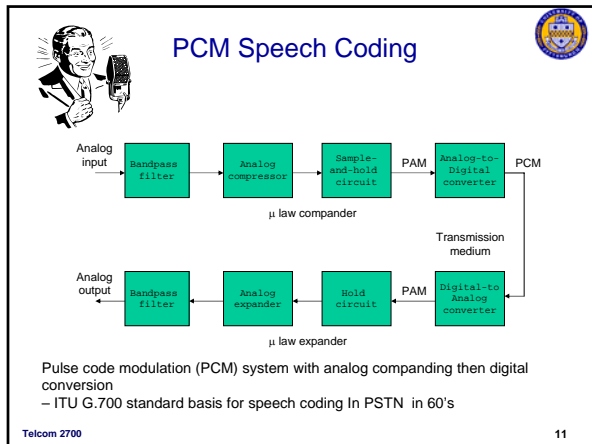 PCM Speech Coding
Analog
input
Bandpass
filter
Analog
compressor
Sample-
and-hold
circuit
PAM
Analog-to-
Digital
converter
PCM
μ law compander
Transmission
medium
Analog
output
Bandpass
filter
Analog
expander
Hold
circuit
PAM
Digital-to
Analog
converter
μ law expander
Pulse code modulation (PCM) system with analog companding then digital
conversion
– ITU G.700 standard basis for speech coding In PSTN in 60's
Telcom 2700
11